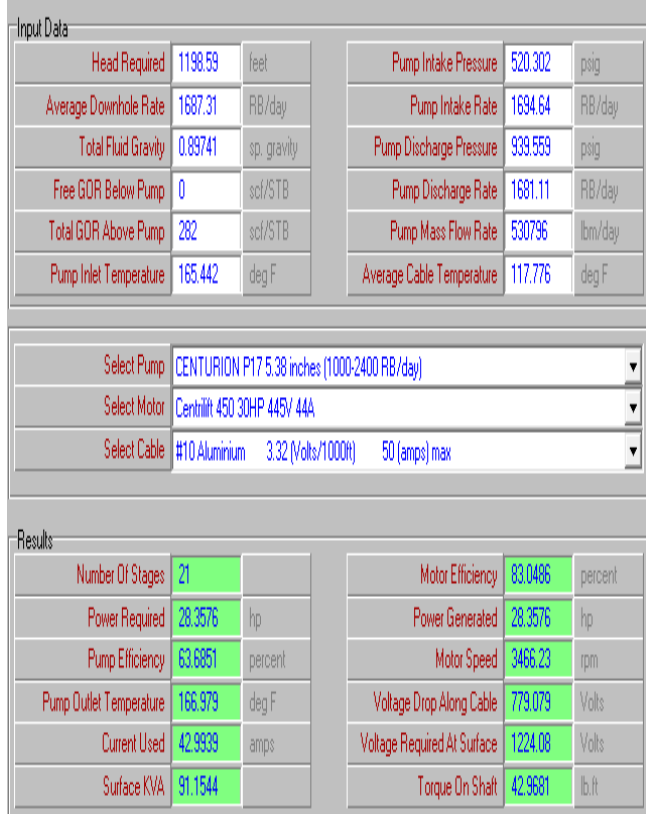 Input Data
Head Required 1198.59 feet Pump Intake Pressure 520.302 psig
Average Downhole Rate 1687.31 RB/day Pump Intake Rate 1694.64 RB/day
Total Fluid Gravity 0.89741 sp. gravity Pump Discharge Pressure 939.559 psig
Free GOR Below Pump 0 scf/STB Pump Discharge Rate 1681.11 RB/day
Total GOR Above Pump 282 scf/STB Pump Mass Flow Rate 530796 lbm/day
Pump Inlet Temperature 165.442 deg F Average Cable Temperature 117.776 deg F
Select Pump CENTURION P17 5.38 inches (1000-2400 RB/day)
Select Motor Centrilift 450 30HP 445V 44A
Select Cable #10 Aluminium 3.32 (Volts/1000ft) 50 (amps) max
Results
Number Of Stages 21 Motor Efficiency 83.0486 percent
Power Required 28.3576 hp Power Generated 28.3576 hp
Pump Efficiency 63.6851 percent Motor Speed 3466.23 rpm
Pump Outlet Temperature 166.979 deg F Voltage Drop Along Cable 779.079 Volts
Current Used 42.9939 amps Voltage Required At Surface 1224.08 Volts
Surface KVA 91.1544 Torque On Shaft 42.9681 lb.ft